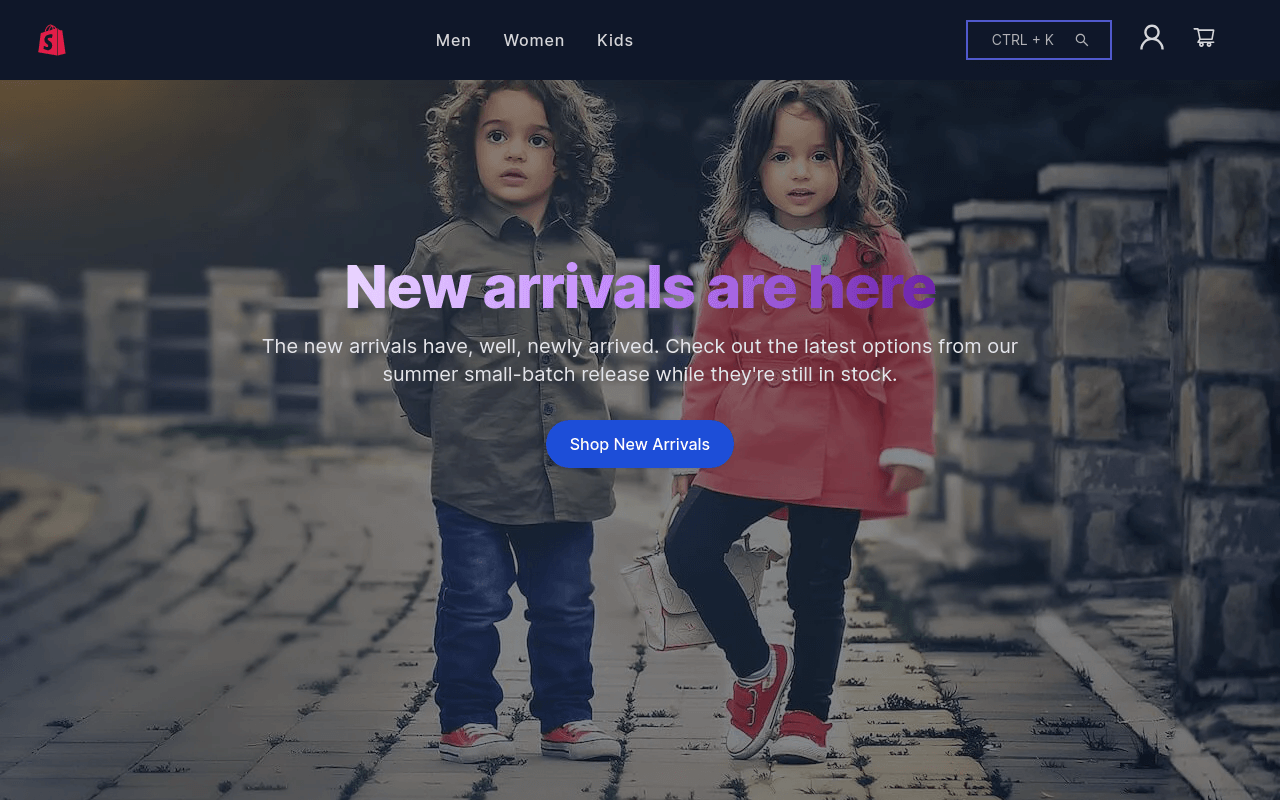 Men
Women
Kids
CTRL + K
New arrivals are here
The new arrivals have, well, newly arrived. Check out the latest options from our
summer small-batch release while they're still in stock.
Shop New Arrivals